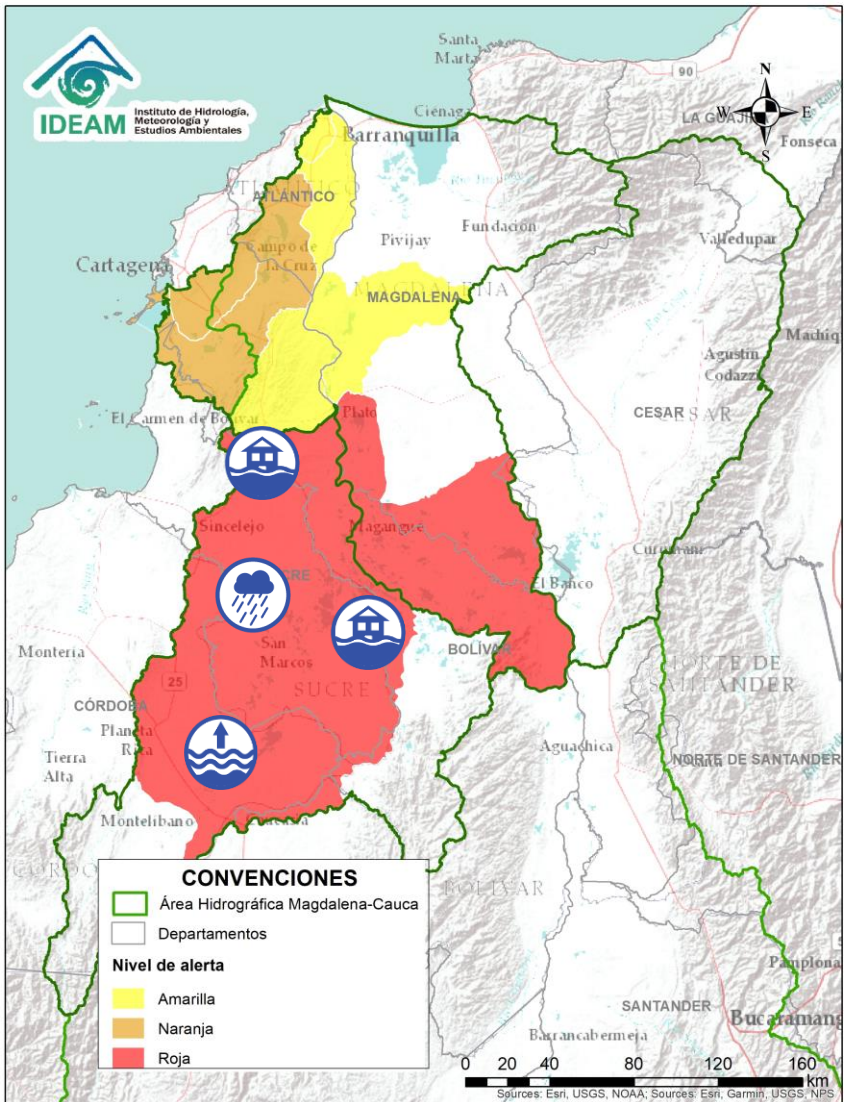 IDEAM
Instituto de Hidrología,
Meteorología y
Estudios Ambientales
Santa
Marta
90
N
W
E
S
Ciénaga
LA GUAJIRA
Fonseca
Barranquilla
ATLÁNTICO
Fundación
Pivijay
Valledupar
Campo de
la Cruz
Cartagena
MAGDALENA
MAGDALENA
Agustín
Codazzi
El Carmen de Bolívar
Plato
CESAR
CESAR
Sincelejo
Magangué
Curumaní
El Banco
Montería
San
Marcos
BOLÍVAR
NORTE DE
SANTANDER
SUCRE
25
CÓRDOBA
Planeta
Rica
Aguachica
Tierra
Alta
NORTE DE SANTANDER
Montelíbano
Caucasia
BOLÍVAR
CONVENCIONES
Área Hidrográfica Magdalena-Cauca
Departamentos
Nivel de alerta
Amarilla
Naranja
Roja
Pamplona
SANTANDER
Bucaramang
Barrancabermeja
0 20 40 80 120 160
km
Sources: Esri, USGS, NOAA; Sources: Esri, Garmin, USGS, NPS